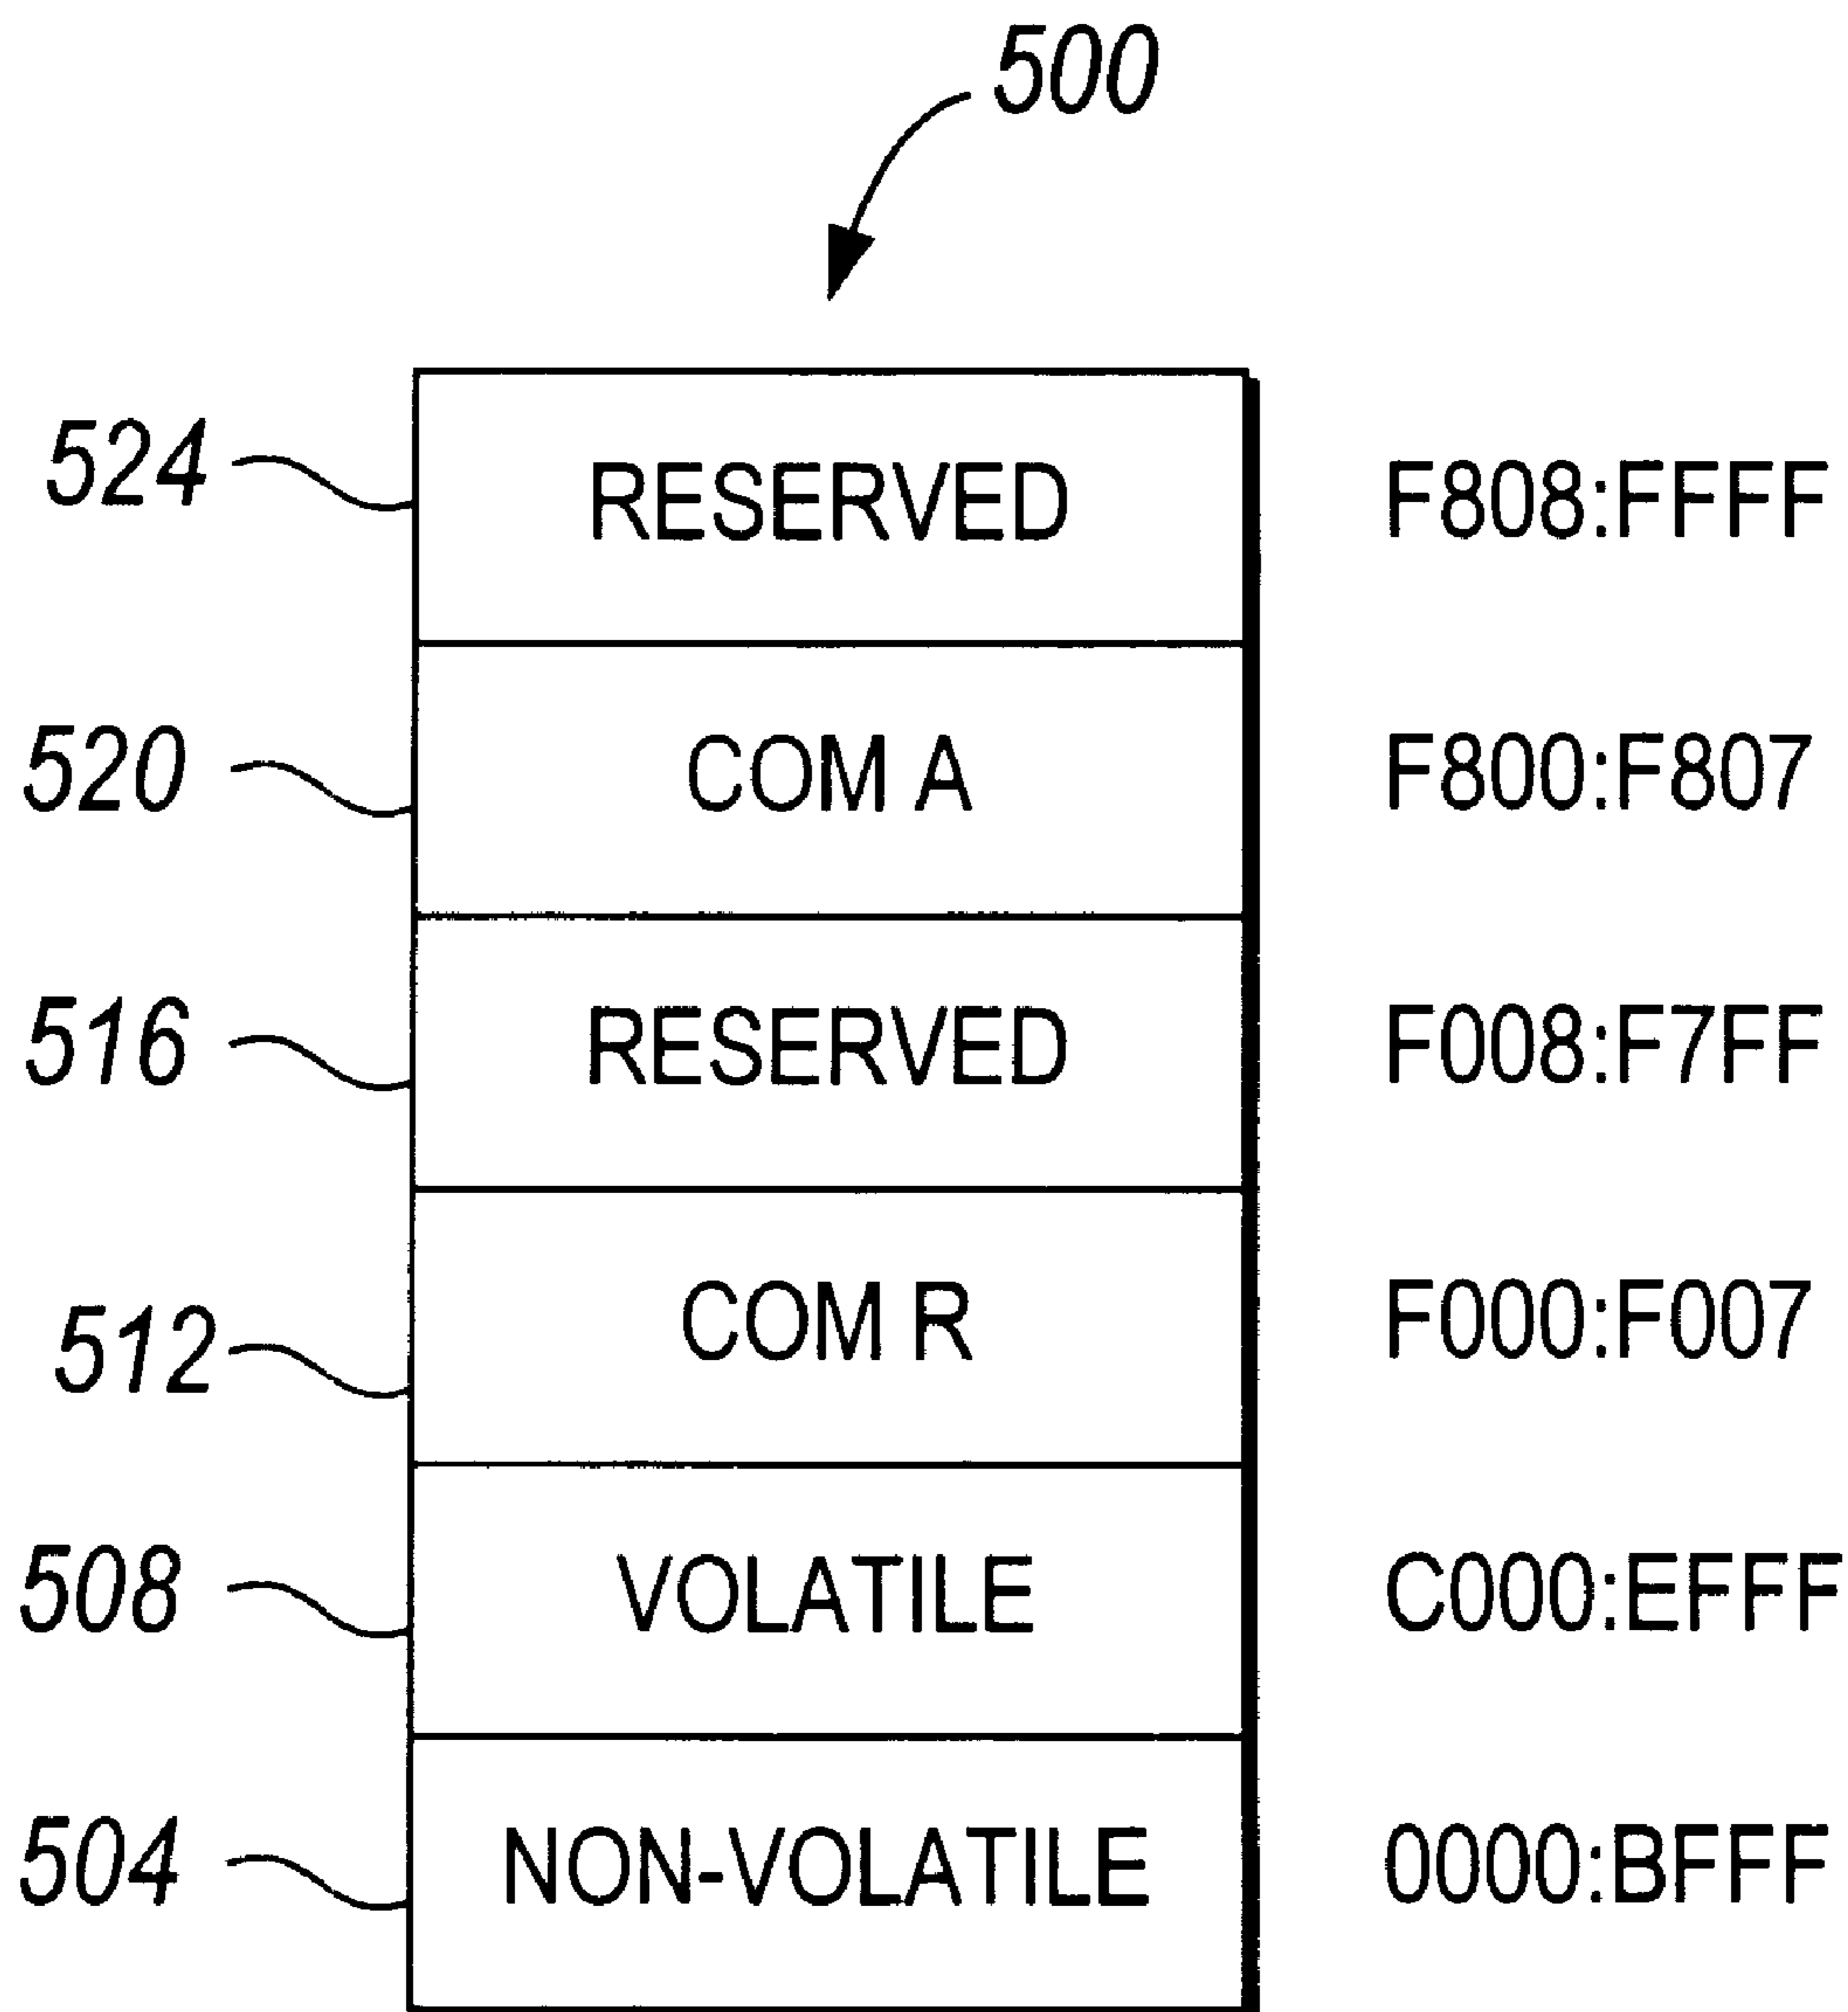 500
524 RESERVED F808:FFFF
520 COM A F800:F807
516 RESERVED F008:F7FF
512 COM R F000:F007
508 VOLATILE C000:EFFF
504 NON-VOLATILE 0000:BFFF